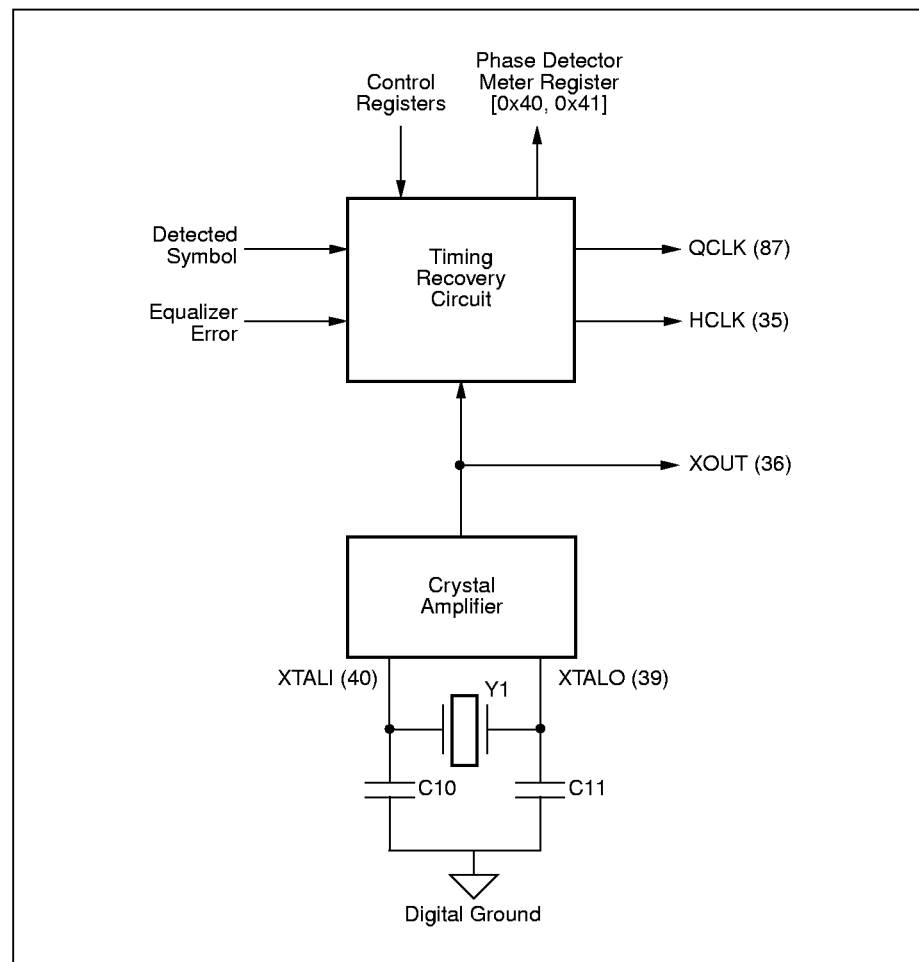 Phase Detector
Meter Register
[0x40, 0x41]
Control
Registers
Detected
Symbol
Equalizer
Error
Timing
Recovery
Circuit
QCLK (87)
HCLK (35)
XOUT (36)
Crystal
Amplifier
XTALI (40)
Y1
XTALO (39)
C10
C11
Digital Ground